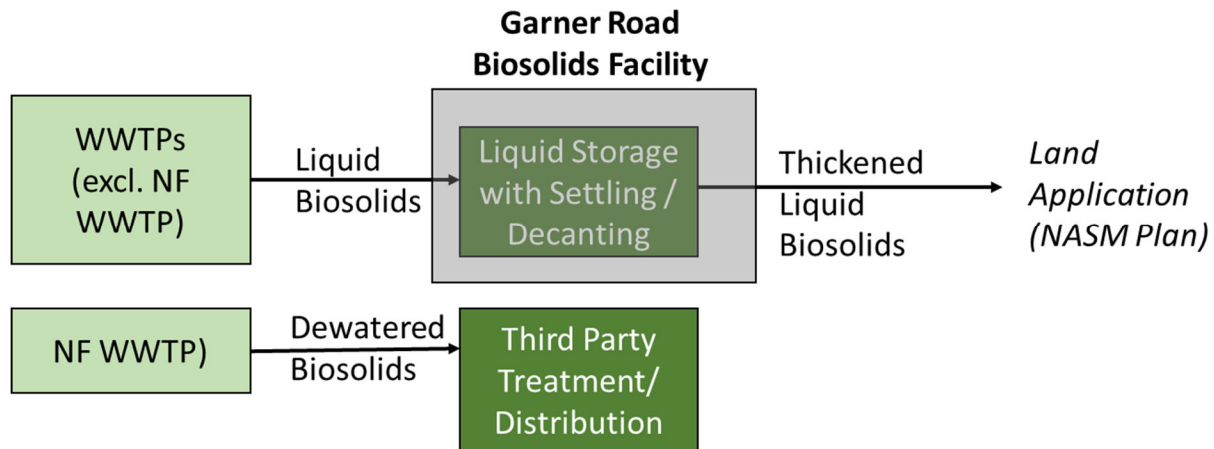 Garner Road
Biosolids Facility
WWTPs
(excl. NF
WWTP)
Liquid
Biosolids
Liquid Storage
with Settling /
Decanting
Thickened
Liquid
Biosolids
Land
Application
(NASM Plan)
NF WWTP)
Dewatered
Biosolids
Third Party
Treatment/
Distribution